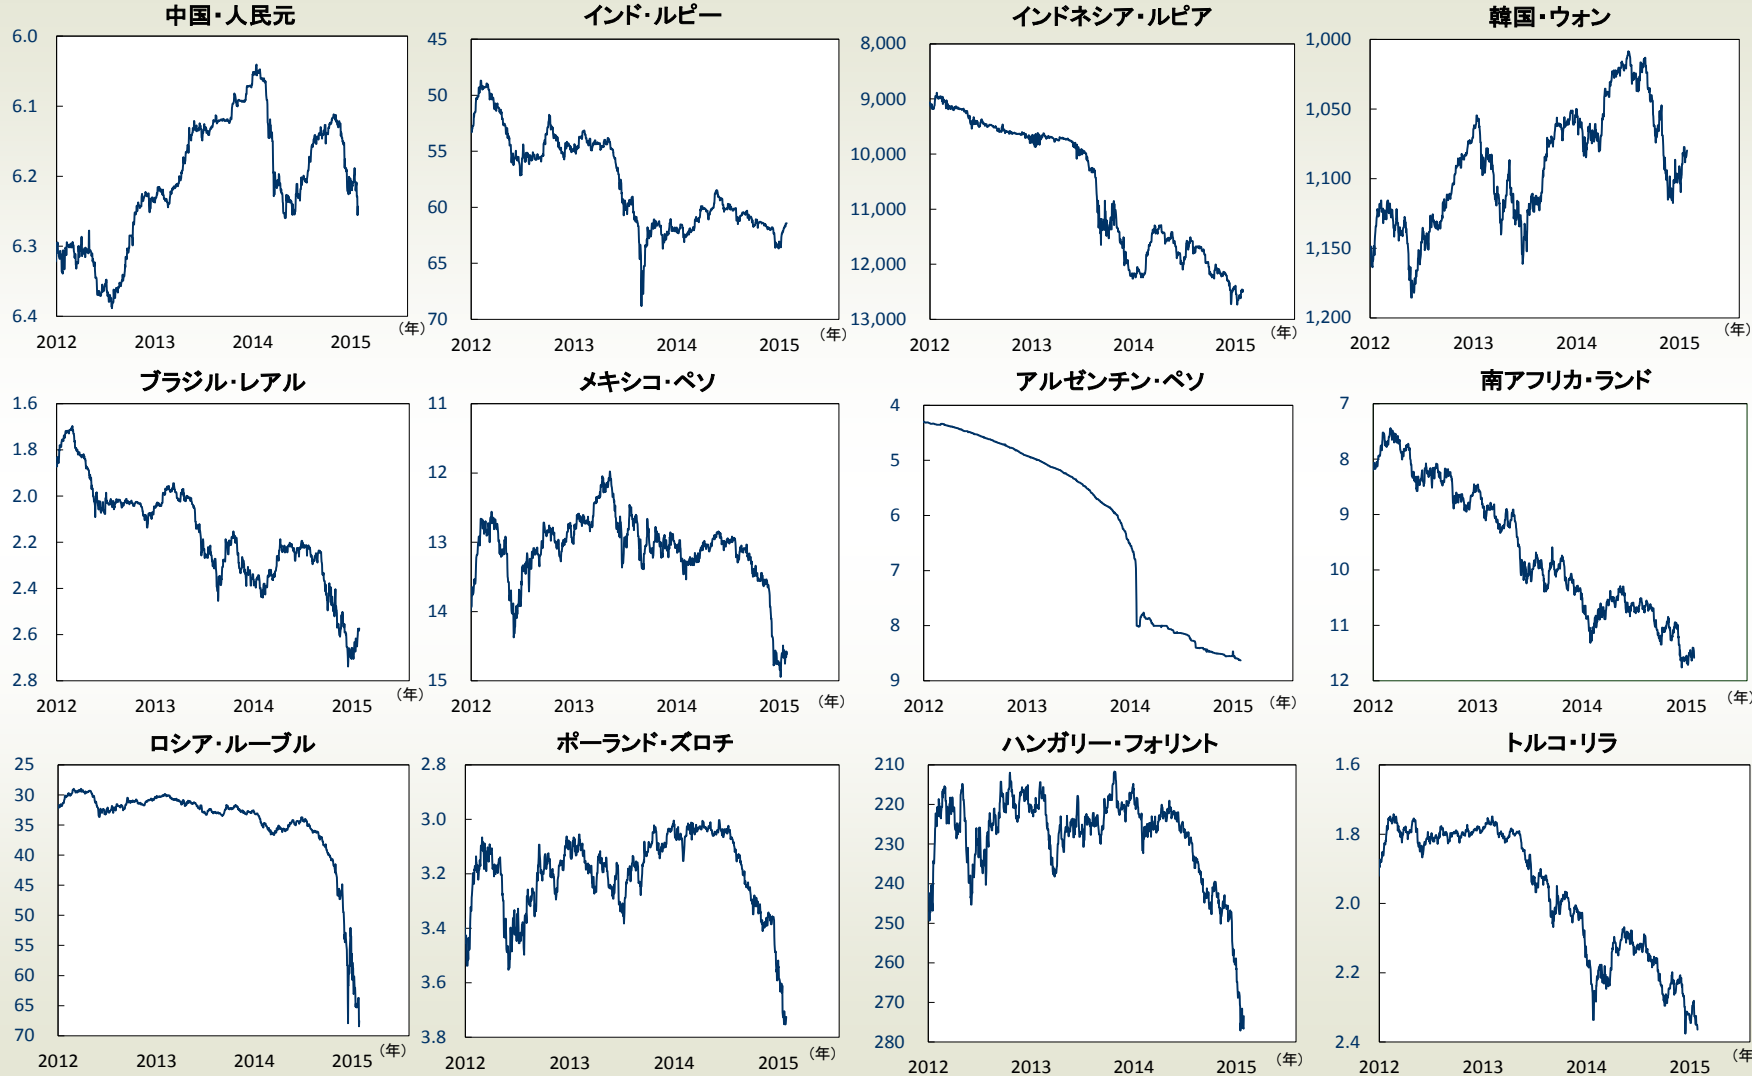 中国・人民元
6.0
6.1
6.2
6.3
6.4
2012 2013 2014 2015
（年）
インド・ルピー
45
50
55
60
65
70
2012 2013 2014 2015
（年）
インドネシア・ルピア
8,000
9,000
10,000
11,000
12,000
13,000
2012 2013 2014 2015
（年）
韓国・ウォン
1,000
1,050
1,100
1,150
1,200
2012 2013 2014 2015
（年）
ブラジル・レアル
1.6
1.8
2.0
2.2
2.4
2.6
2.8
2012 2013 2014 2015
（年）
メキシコ・ペソ
11
12
13
14
15
2012 2013 2014 2015
（年）
アルゼンチン・ペソ
4
5
6
7
8
9
2012 2013 2014 2015
（年）
南アフリカ・ランド
7
8
9
10
11
12
2012 2013 2014 2015
（年）
ロシア・ルーブル
25
30
35
40
45
50
55
60
65
70
2012 2013 2014 2015
（年）
ポーランド・ズロチ
2.8
3.0
3.2
3.4
3.6
3.8
2012 2013 2014 2015
（年）
ハンガリー・フォリント
210
220
230
240
250
260
270
280
2012 2013 2014 2015
（年）
トルコ・リラ
1.6
1.8
2.0
2.2
2.4
2012 2013 2014 2015
（年）